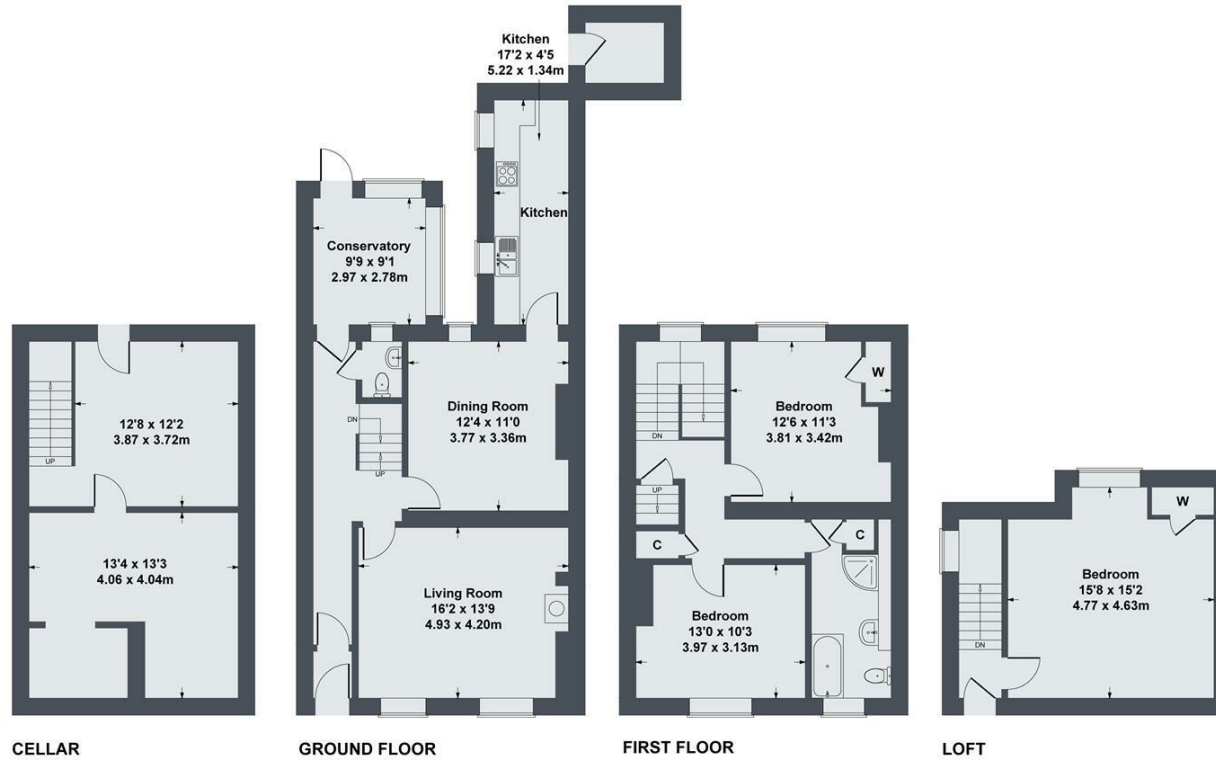 Kitchen
17'2 x 4'5
5.22 x 1.34m
Kitchen
Conservatory
9'9 x 9'1
2.97 x 2.78m
12'8 x 12'2
3.87 x 3.72m
UP
13'4 x 13'3
4.06 x 4.04m
CELLAR
DN
UP
Dining Room
12'4 x 11'0
3.77 x 3.36m
Living Room
16'2 x 13'9
4.93 x 4.20m
GROUND FLOOR
W
Bedroom
12'6 x 11'3
3.81 x 3.42m
DN
UP
C
C
Bedroom
13'0 x 10'3
3.97 x 3.13m
FIRST FLOOR
W
Bedroom
15'8 x 15'2
4.77 x 4.63m
DN
LOFT